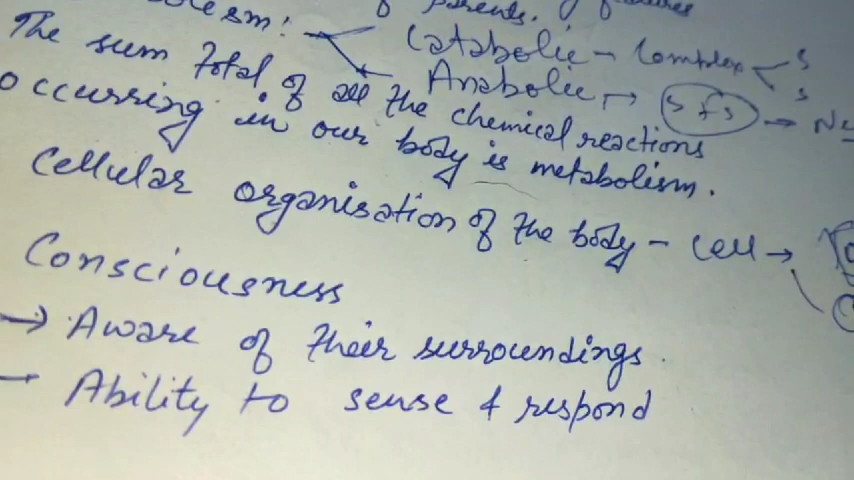 of parents.
Catabolic - Complex s s
Anabolic → s + s →
The sum total of all the chemical reactions
occurring in our body is metabolism.
Cellular organisation of the body - Cell →
Consciousness
→ Aware of their surroundings.
- Ability to sense & respond